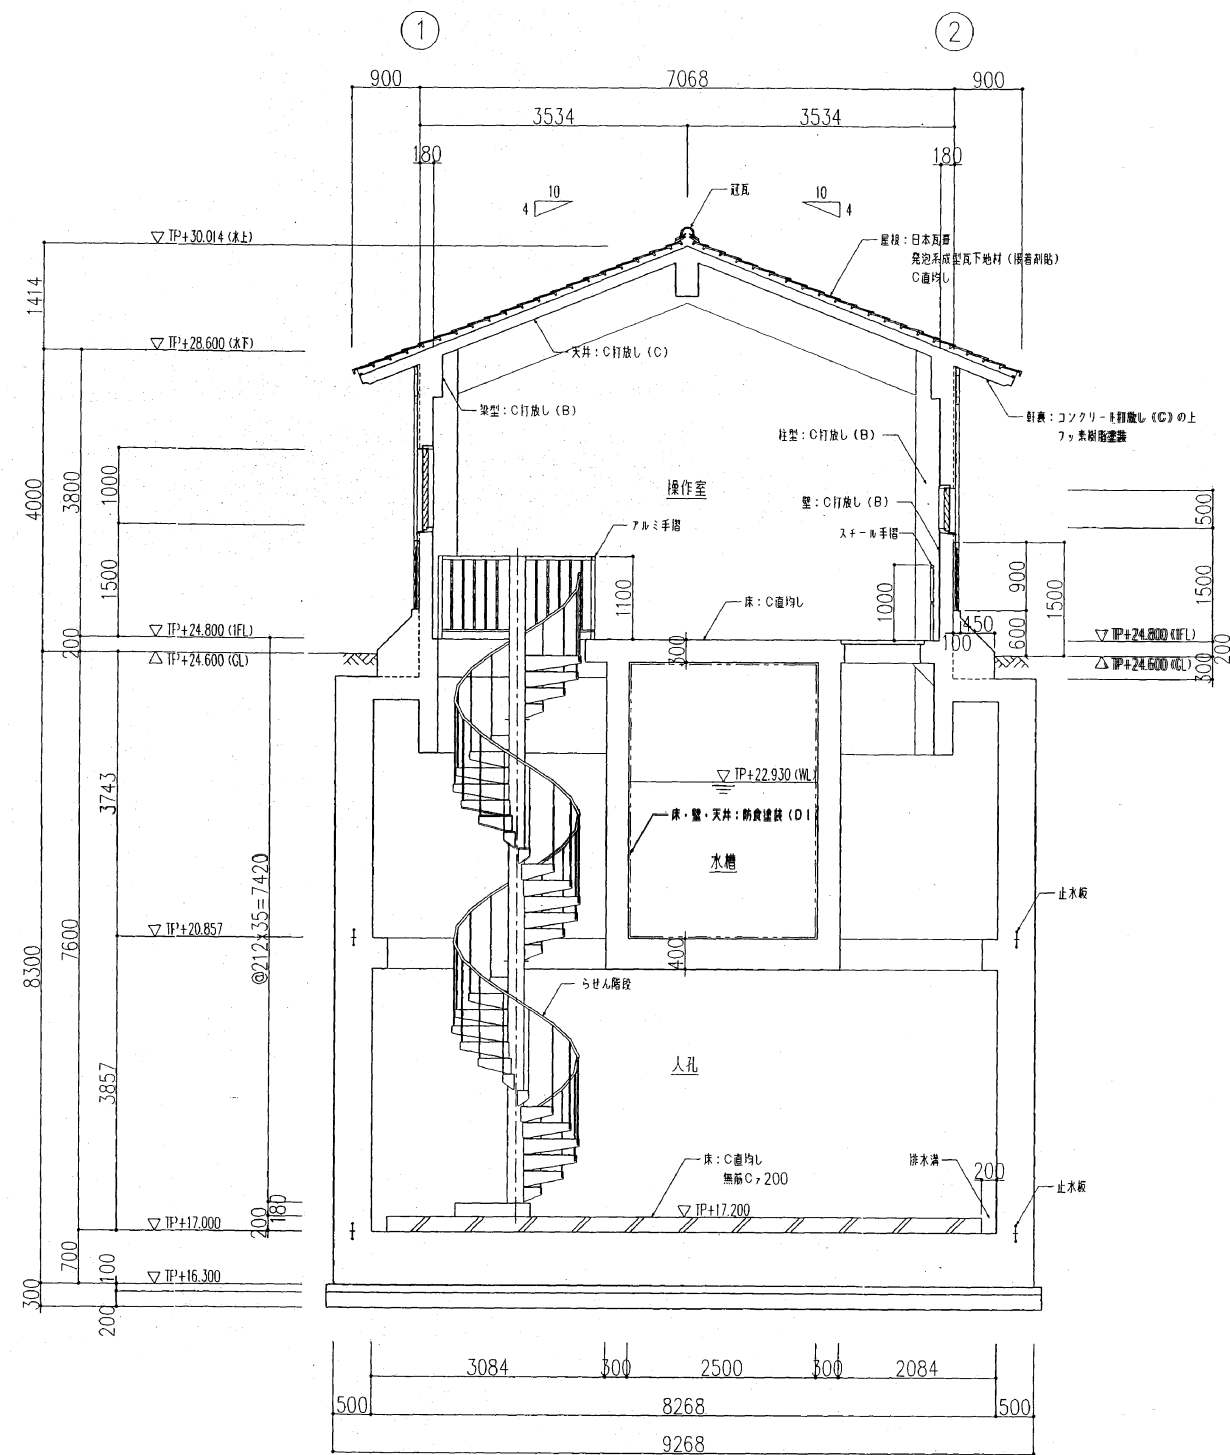 1
2
900
7068
900
3534
3534
180
180
10
4
10
4
冠瓦
TP+30.014 (水上)
屋根:日本瓦葺
発泡系成型瓦下地材 (接着剤貼)
C直均し
1414
TP+28.600 (水下)
天井:C打放し (C)
梁型:C打放し (B)
軒裏:コンクリート打放し (C) の上
フッ素樹脂塗装
柱型:C打放し (B)
4000
3800
1000
操作室
壁:C打放し (B)
500
アルミ手摺
スチール手摺
1500
1100
1000
900
1500
1500
床:C直均し
TP+24.800 (1FL)
200
TP+24.600 (GL)
300
450
100
600
TP+24.800 (1FL)
TP+24.600 (GL)
300
200
3743
TP+22.930 (WL)
床・壁・天井:防食塗装 (D1
水槽
@212x35=7420
止水板
TP+20.857
8300
7600
400
らせん階段
3857
人孔
床:C直均し
無筋C ァ200
排水溝
200
止水板
TP+17.200
180
200
TP+17.000
700
100
TP+16.300
300
200
3084
300
2500
300
2084
500
8268
500
9268